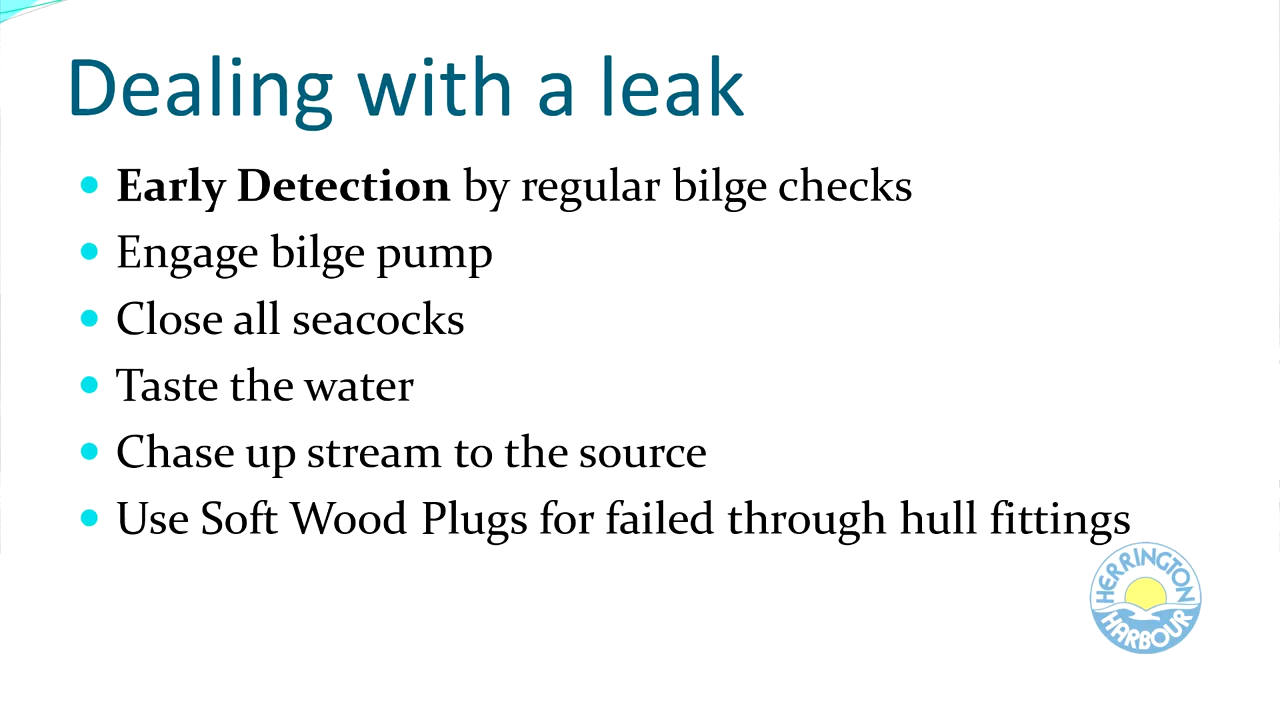 Dealing with a leak
Early Detection by regular bilge checks
Engage bilge pump
Close all seacocks
Taste the water
Chase up stream to the source
Use Soft Wood Plugs for failed through hull fittings
HERRINGTON
HARBOUR